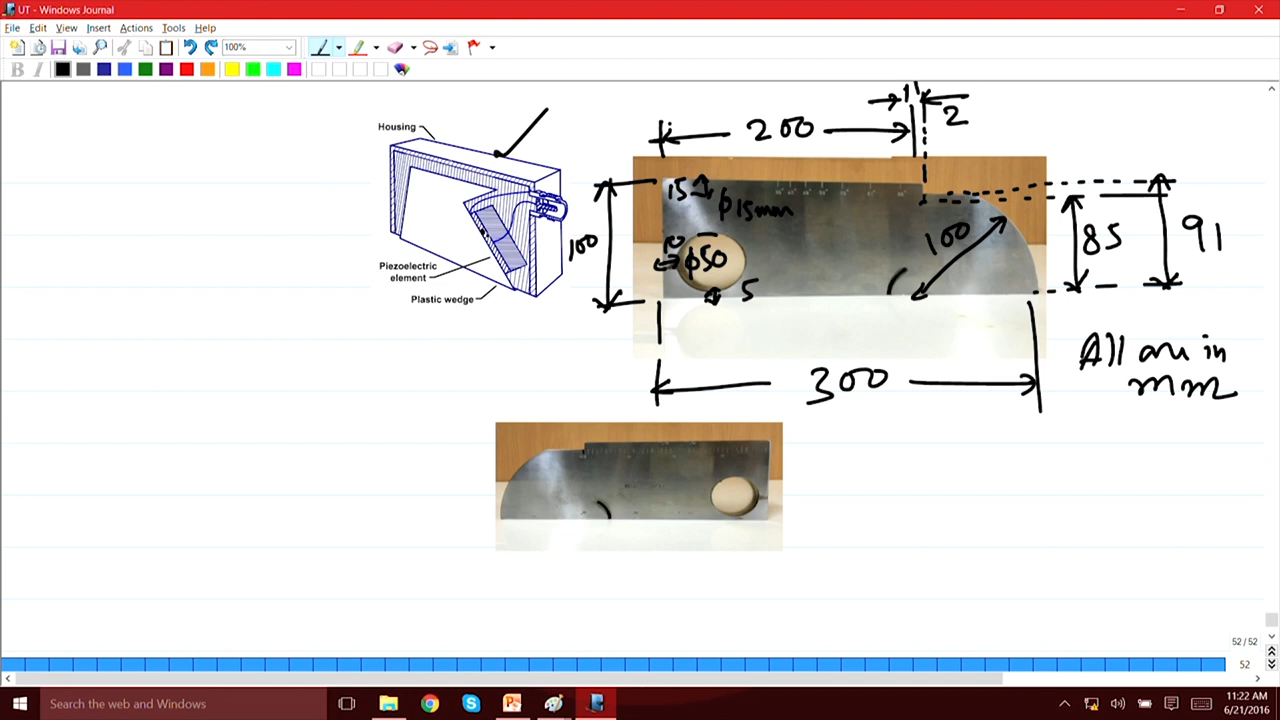 UT - Windows Journal
File Edit View Insert Actions Tools Help
100%
B I
Housing
Piezoelectric
element
Plastic wedge
200
2
15
φ15mm
100
10
φ50
5
100
85
91
300
All are in
mm
52 / 52
52
Search the web and Windows
11:22 AM
6/21/2016